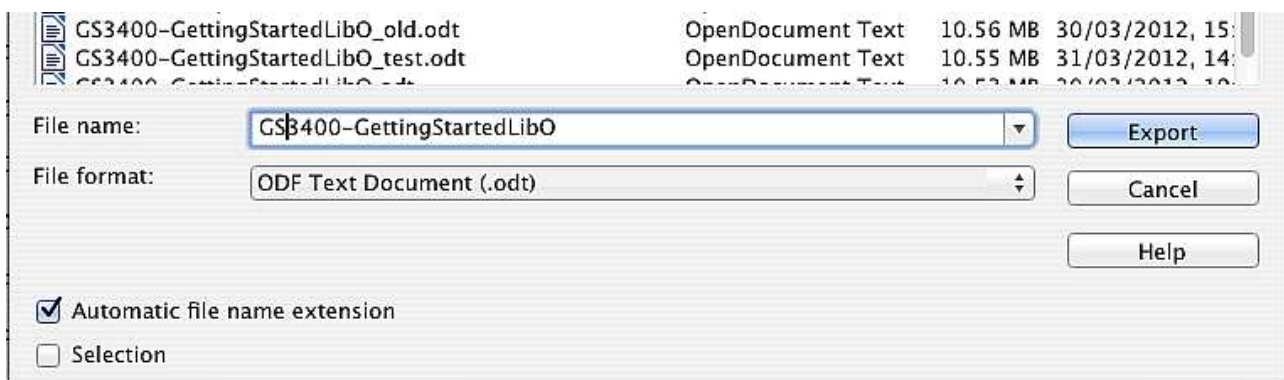 GS3400-GettingStartedLibO_old.odt OpenDocument Text 10.56 MB 30/03/2012, 15:
GS3400-GettingStartedLibO_test.odt OpenDocument Text 10.55 MB 31/03/2012, 14:
File name: GS3400-GettingStartedLibO Export
File format: ODF Text Document (.odt) Cancel
Help
Automatic file name extension
Selection